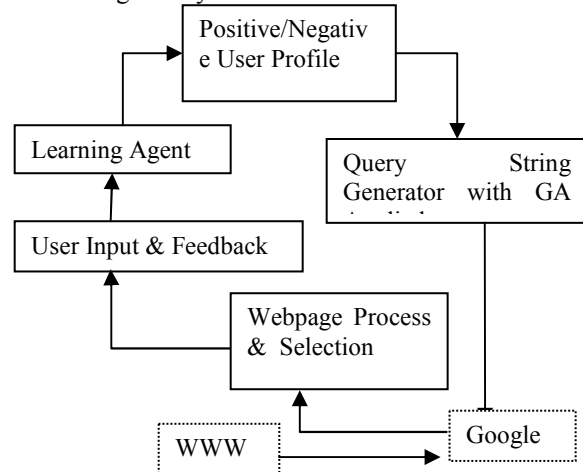 Positive/Negativ
e User Profile
Learning Agent
Query String
Generator with GA
User Input & Feedback
Webpage Process
& Selection
Google
WWW